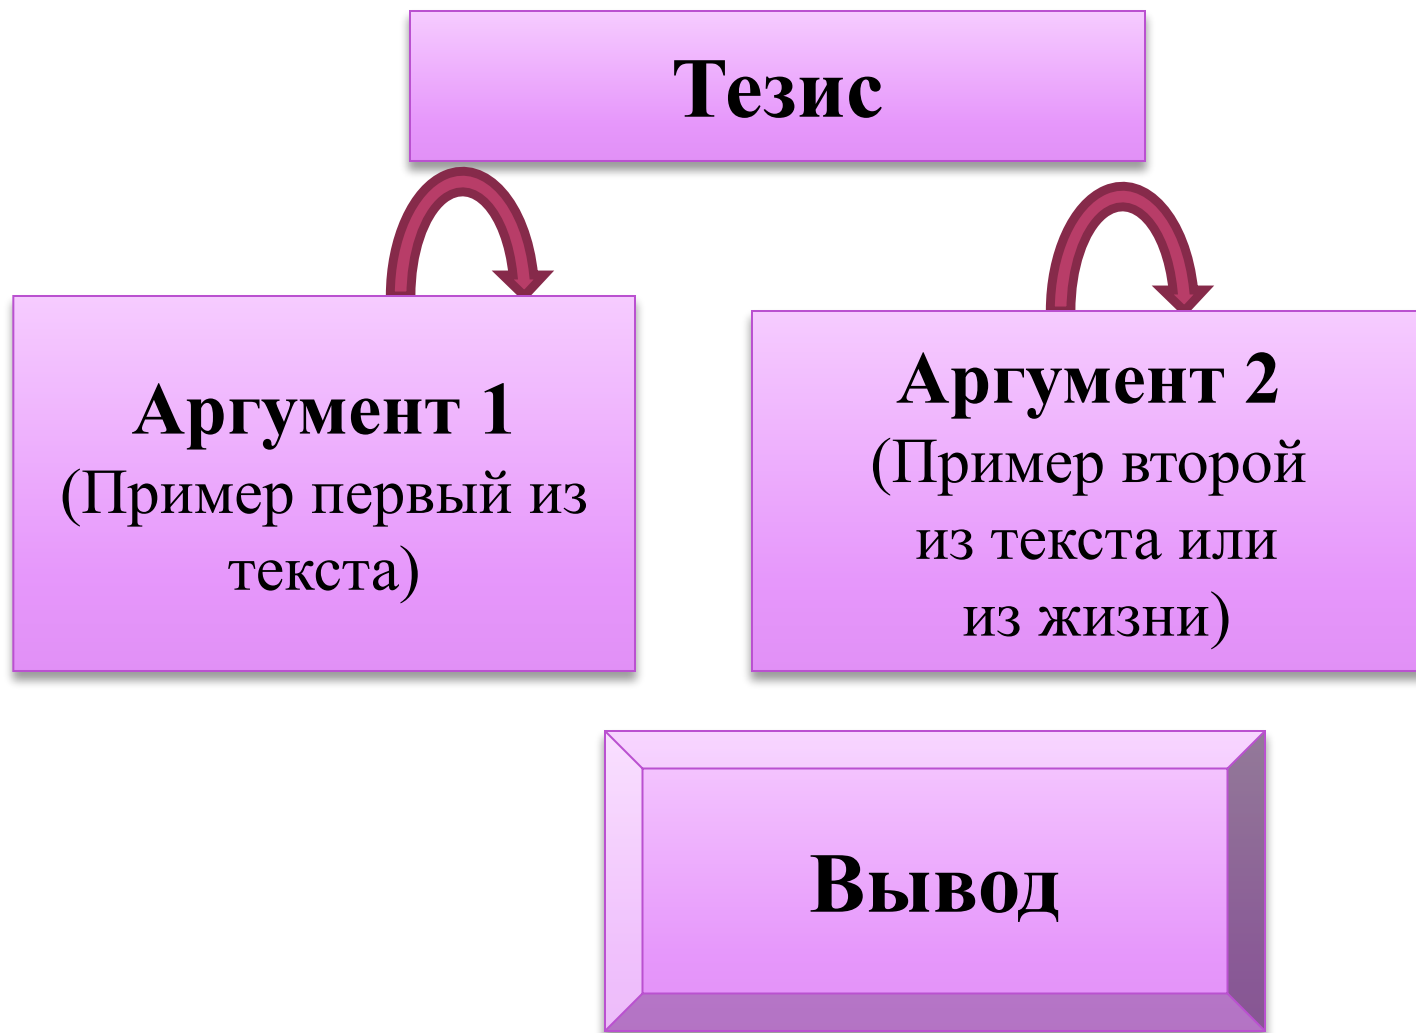 Тезис
Аргумент 1
(Пример первый из
текста)
Аргумент 2
(Пример второй
из текста или
из жизни)
Вывод